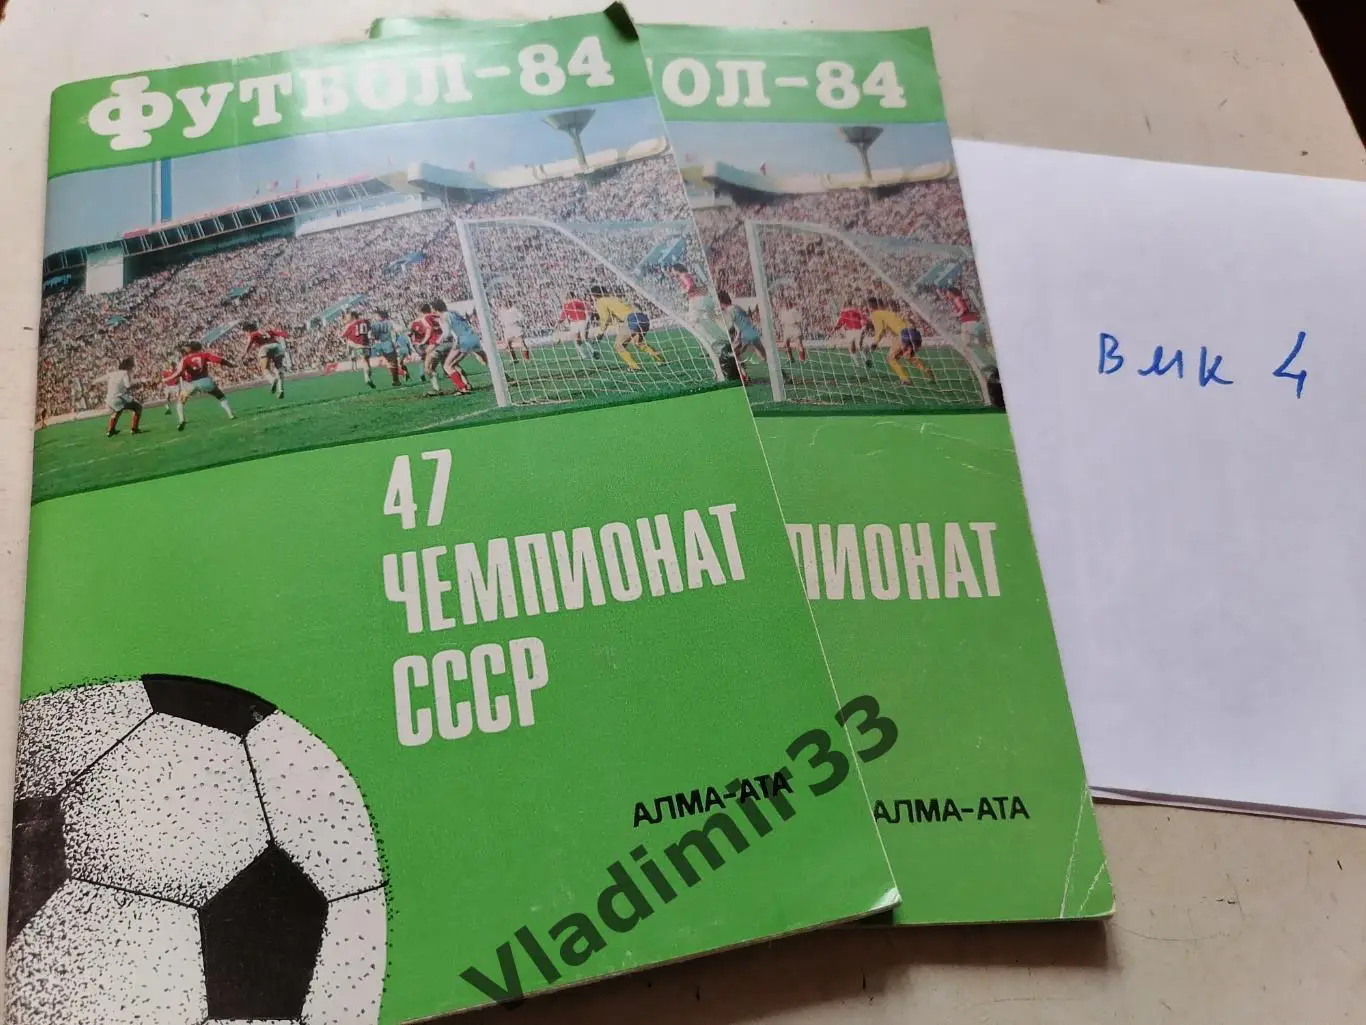 ФУТБОЛ-84
47
ЧЕМПИОНАТ
СССР
АЛМА-АТА
ОЛ-84
ПИОНАТ
АЛМА-АТА
ВМК 4
Vladimir33